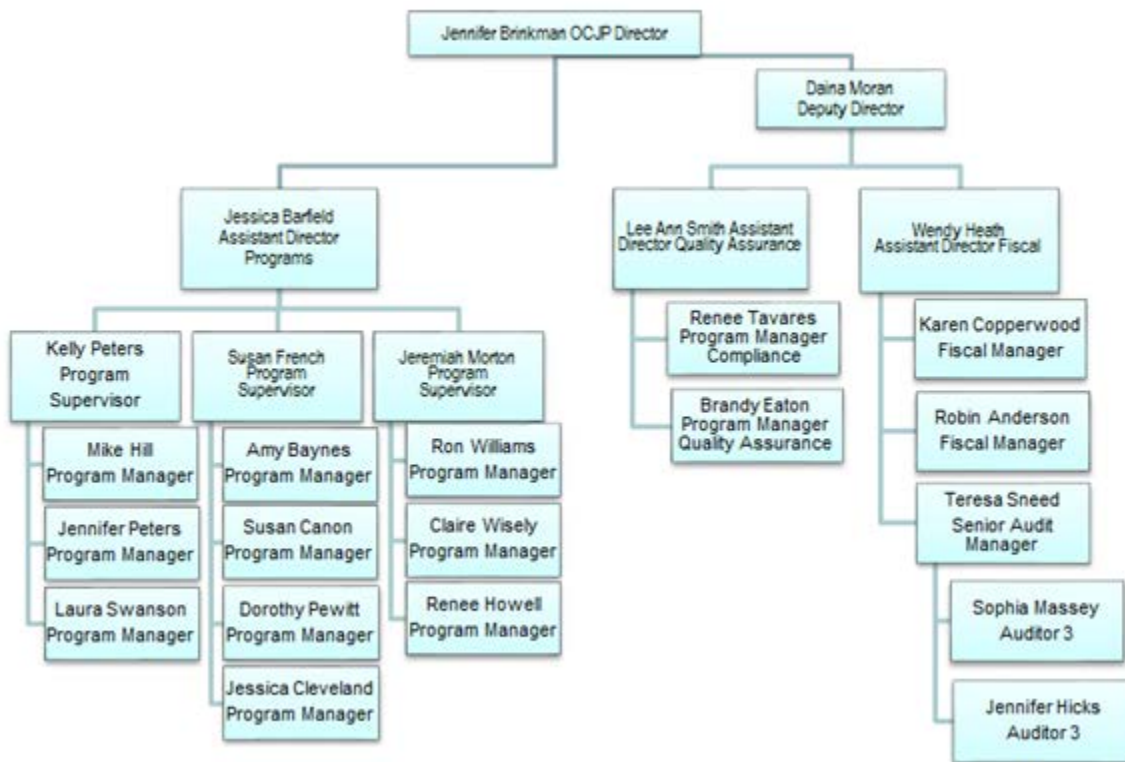 Jennifer Brinkman OCJP Director
Daina Moran
Deputy Director
Jessica Barfield
Assistant Director
Programs
Lee Ann Smith Assistant
Director Quality Assurance
Wendy Heath
Assistant Director Fiscal
Kelly Peters
Program
Supervisor
Mike Hill
Program Manager
Jennifer Peters
Program Manager
Laura Swanson
Program Manager
Susan French
Program
Supervisor
Amy Baynes
Program Manager
Susan Canon
Program Manager
Dorothy Pewitt
Program Manager
Jessica Cleveland
Program Manager
Jeremiah Morton
Program
Supervisor
Ron Williams
Program Manager
Claire Wisely
Program Manager
Renee Howell
Program Manager
Renee Tavares
Program Manager
Compliance
Brandy Eaton
Program Manager
Quality Assurance
Karen Copperwood
Fiscal Manager
Robin Anderson
Fiscal Manager
Teresa Sneed
Senior Audit
Manager
Sophia Massey
Auditor 3
Jennifer Hicks
Auditor 3